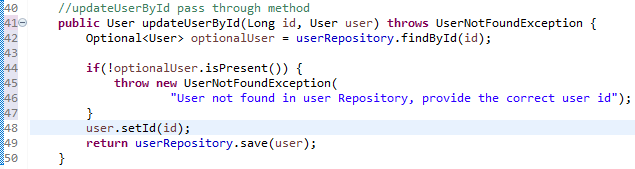 40 //updateUserById pass through method
41 public User updateUserById(Long id, User user) throws UserNotFoundException {
42 Optional<User> optionalUser = userRepository.findById(id);
43
44 if(!optionalUser.isPresent()) {
45 throw new UserNotFoundException(
46 "User not found in user Repository, provide the correct user id");
47 }
48 user.setId(id);
49 return userRepository.save(user);
50 }